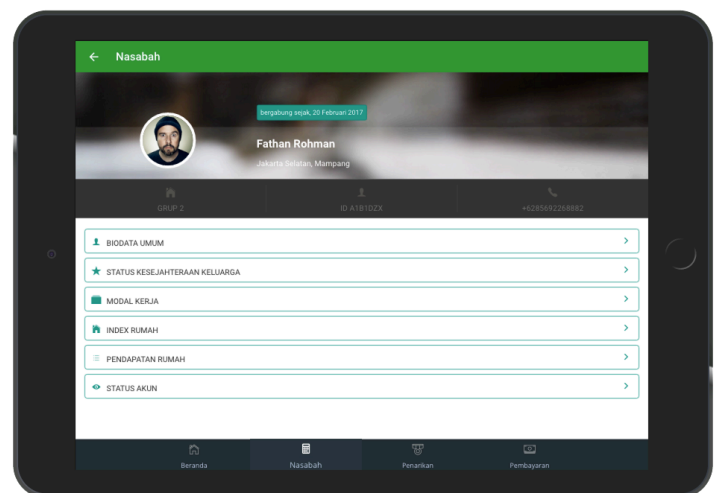 Nasabah
bergabung sejak, 20 Februari 2017
Fathan Rohman
Jakarta Selatan, Mampang
GRUP 2
ID A1B1DZX
+6285692268882
BIODATA UMUM
STATUS KESEJAHTERAAN KELUARGA
MODAL KERJA
INDEX RUMAH
PENDAPATAN RUMAH
STATUS AKUN
Beranda
Nasabah
Penarikan
Pembayaran